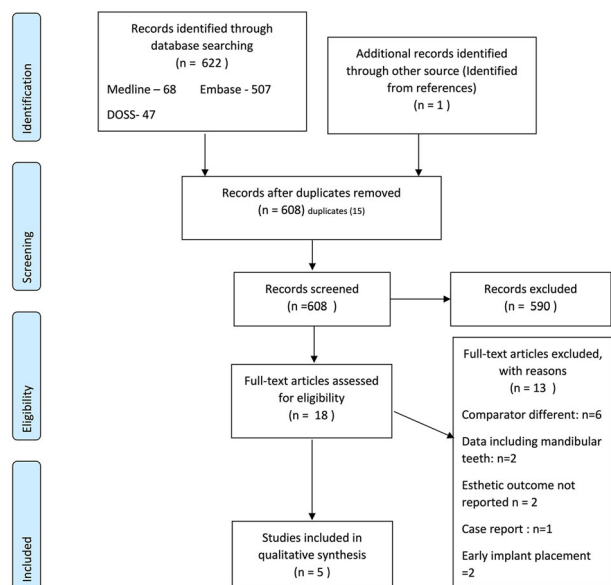 Identification
Records identified through
database searching
(n = 622 )
Medline – 68 Embase - 507
DOSS- 47
Additional records identified
through other source (Identified
from references)
(n = 1 )
Screening
Records after duplicates removed
(n = 608) duplicates (15)
Records screened
(n =608 )
Records excluded
(n = 590)
Eligibility
Full-text articles assessed
for eligibility
(n = 18 )
Full-text articles excluded,
with reasons
(n = 13 )
Comparator different: n=6
Data including mandibular
teeth: n=2
Esthetic outcome not
reported n = 2
Case report : n=1
Early implant placement
=2
Included
Studies included in
qualitative synthesis
(n = 5 )